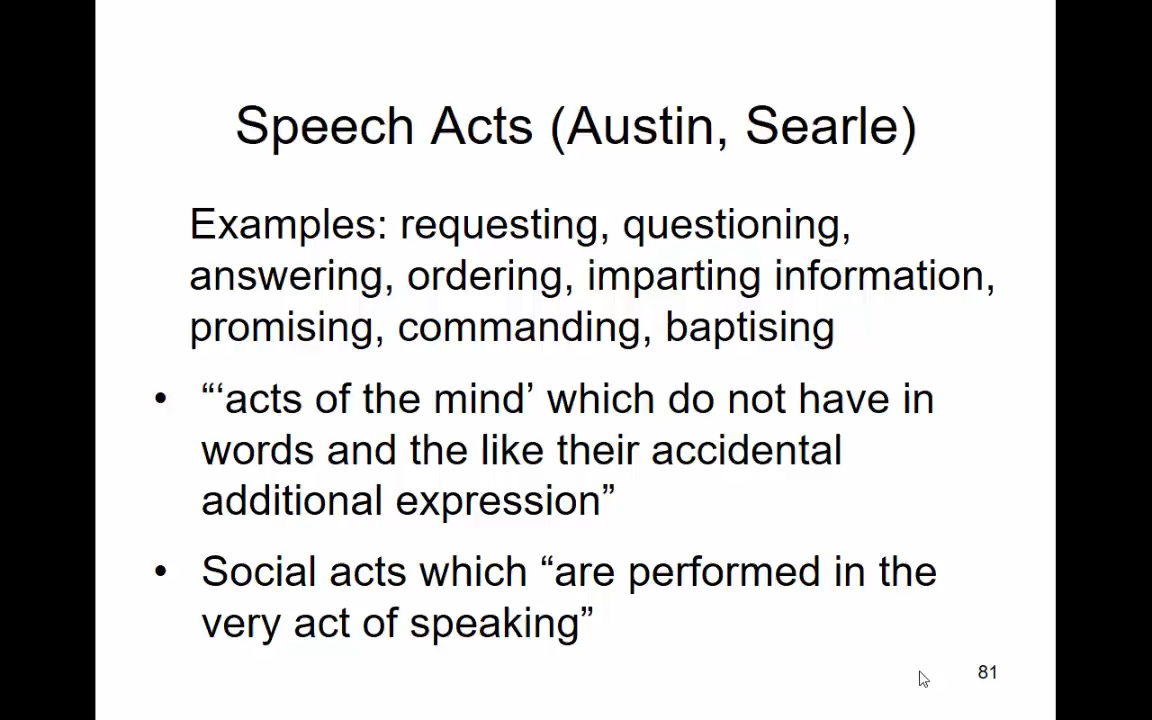 Speech Acts (Austin, Searle)
Examples: requesting, questioning,
answering, ordering, imparting information,
promising, commanding, baptising
• “‘acts of the mind’ which do not have in
words and the like their accidental
additional expression”
• Social acts which “are performed in the
very act of speaking”
81